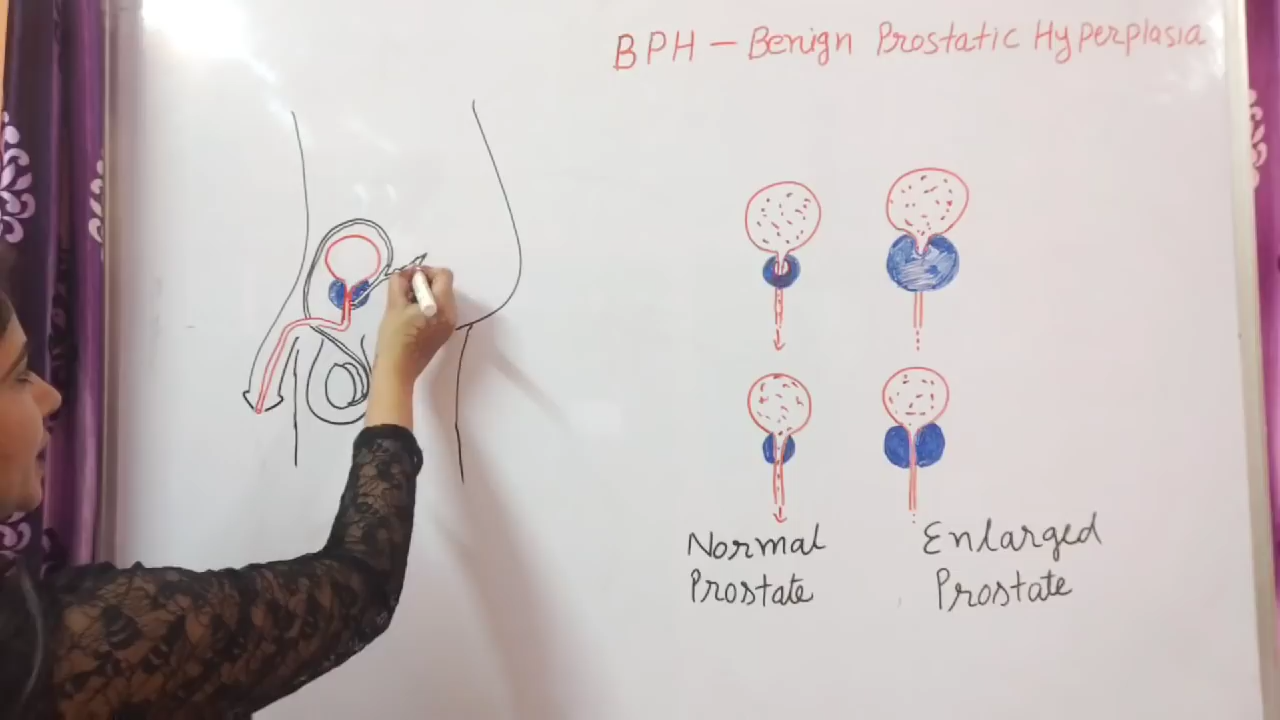 BPH - Benign Prostatic Hyperplasia
Normal
Prostate
Enlarged
Prostate